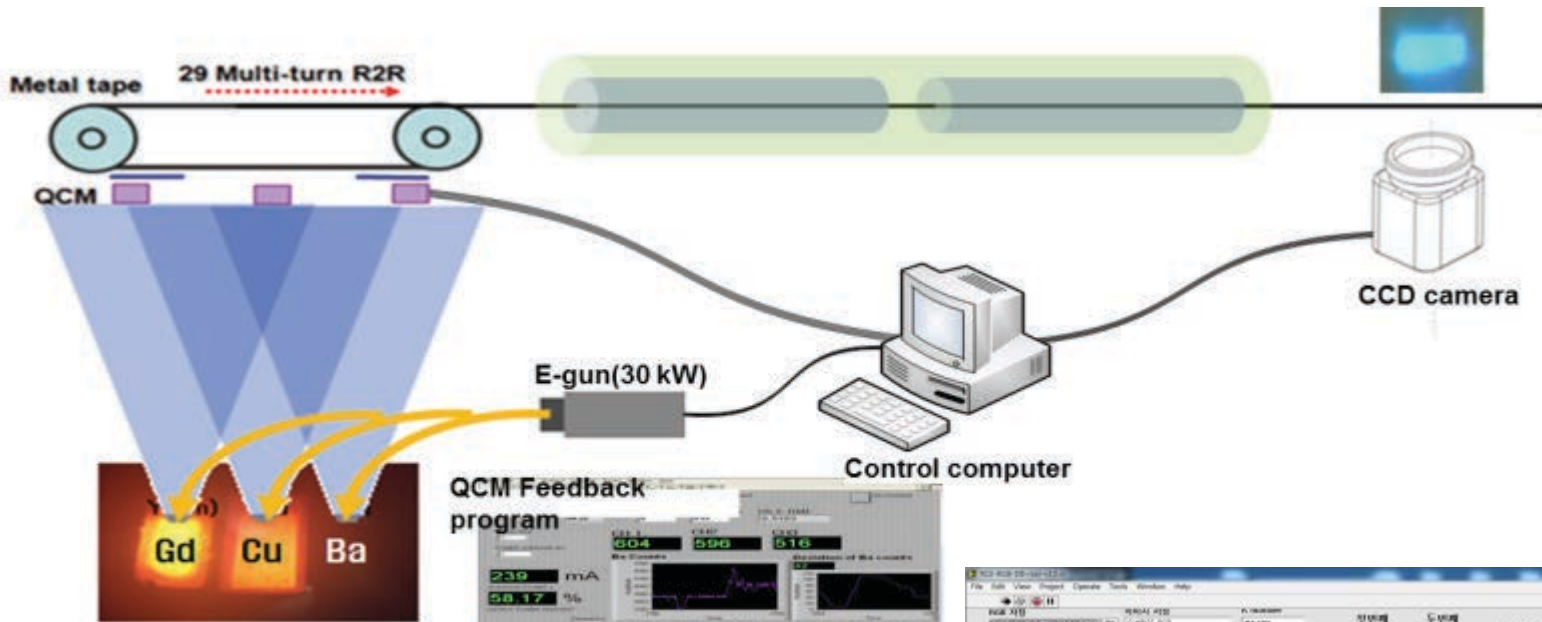 29 Multi-turn R2R
Metal tape
QCM
CCD camera
E-gun(30 kW)
Control computer
QCM Feedback
program
Gd Cu Ba
604 596 516
Ba Counts
Deviation of Ba counts
239 mA
58.17 %
File Edit View Project Operate Tools Window Help